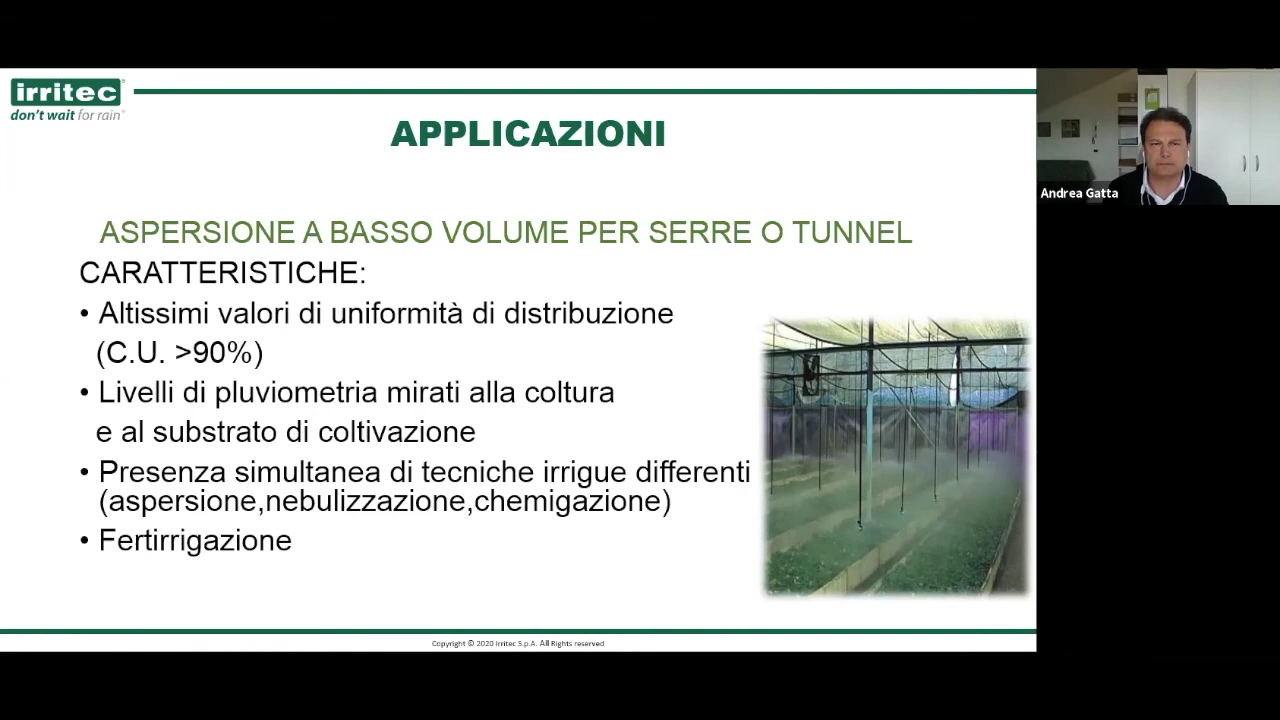 irritec
don't wait for rain
APPLICAZIONI
Andrea Gatta
ASPERSIONE A BASSO VOLUME PER SERRE O TUNNEL
CARATTERISTICHE:
• Altissimi valori di uniformità di distribuzione
(C.U. >90%)
• Livelli di pluviometria mirati alla coltura
e al substrato di coltivazione
• Presenza simultanea di tecniche irrigue differenti
(aspersione,nebulizzazione,chemigazione)
• Fertirrigazione
Copyright © 2020 Irritec S.p.A. All Rights reserved